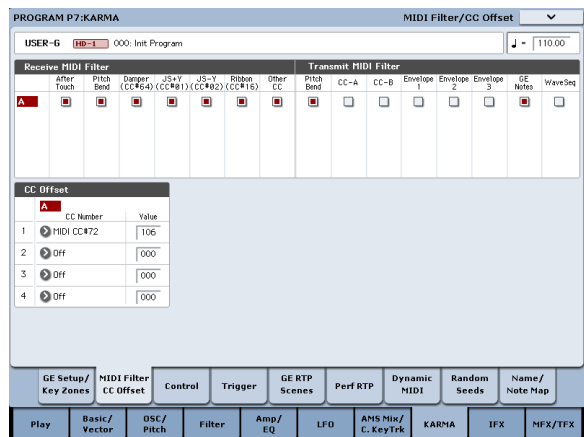 PROGRAM P7:KARMA MIDI Filter/CC Offset
USER-G HD-1 000: Init Program ♩ = 110.00
Receive MIDI Filter Transmit MIDI Filter
After Touch Pitch Bend Damper (CC#64) JS+Y (CC#01) JS-Y (CC#02) Ribbon (CC#16) Other CC Pitch Bend CC-A CC-B Envelope 1 Envelope 2 Envelope 3 GE Notes WaveSeq
A
CC Offset
A
CC Number Value
1 MIDI CC#72 106
2 Off 000
3 Off 000
4 Off 000
GE Setup/ Key Zones MIDI Filter CC Offset Control Trigger GE RTP Scenes Perf RTP Dynamic MIDI Random Seeds Name/ Note Map
Play Basic/ Vector OSC/ Pitch Filter Amp/ EQ LFO AMS Mix/ C. KeyTrk KARMA IFX MFX/TFX